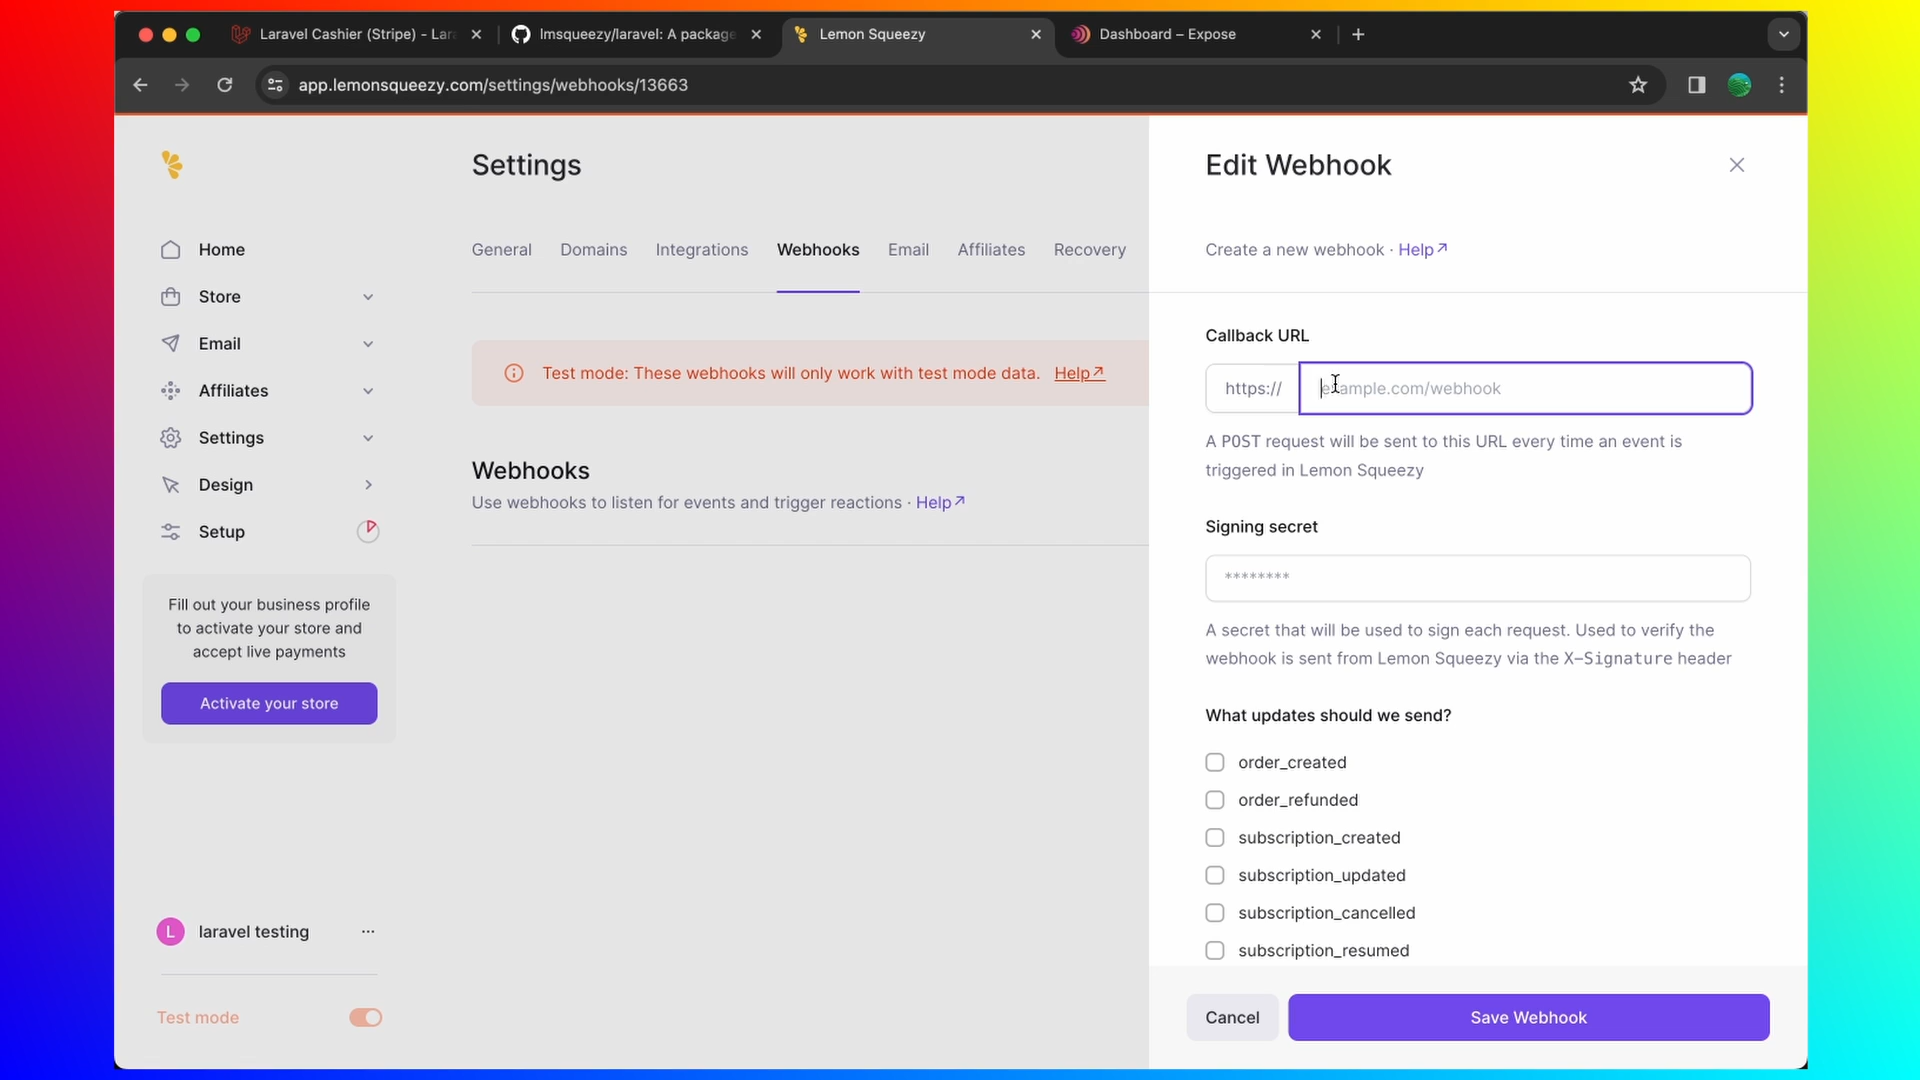 Laravel Cashier (Stripe) - Lar
lmsqueezy/laravel: A package
Lemon Squeezy
Dashboard – Expose
app.lemonsqueezy.com/settings/webhooks/13663
Home
Store
Email
Affiliates
Settings
Design
Setup
Fill out your business profile
to activate your store and
accept live payments
Activate your store
L
laravel testing
Test mode
Settings
General
Domains
Integrations
Webhooks
Email
Affiliates
Recovery
Test mode: These webhooks will only work with test mode data. Help↗
Webhooks
Use webhooks to listen for events and trigger reactions · Help↗
Edit Webhook
Create a new webhook · Help↗
Callback URL
https://
example.com/webhook
A POST request will be sent to this URL every time an event is
triggered in Lemon Squeezy
Signing secret
********
A secret that will be used to sign each request. Used to verify the
webhook is sent from Lemon Squeezy via the X-Signature header
What updates should we send?
order_created
order_refunded
subscription_created
subscription_updated
subscription_cancelled
subscription_resumed
Cancel
Save Webhook